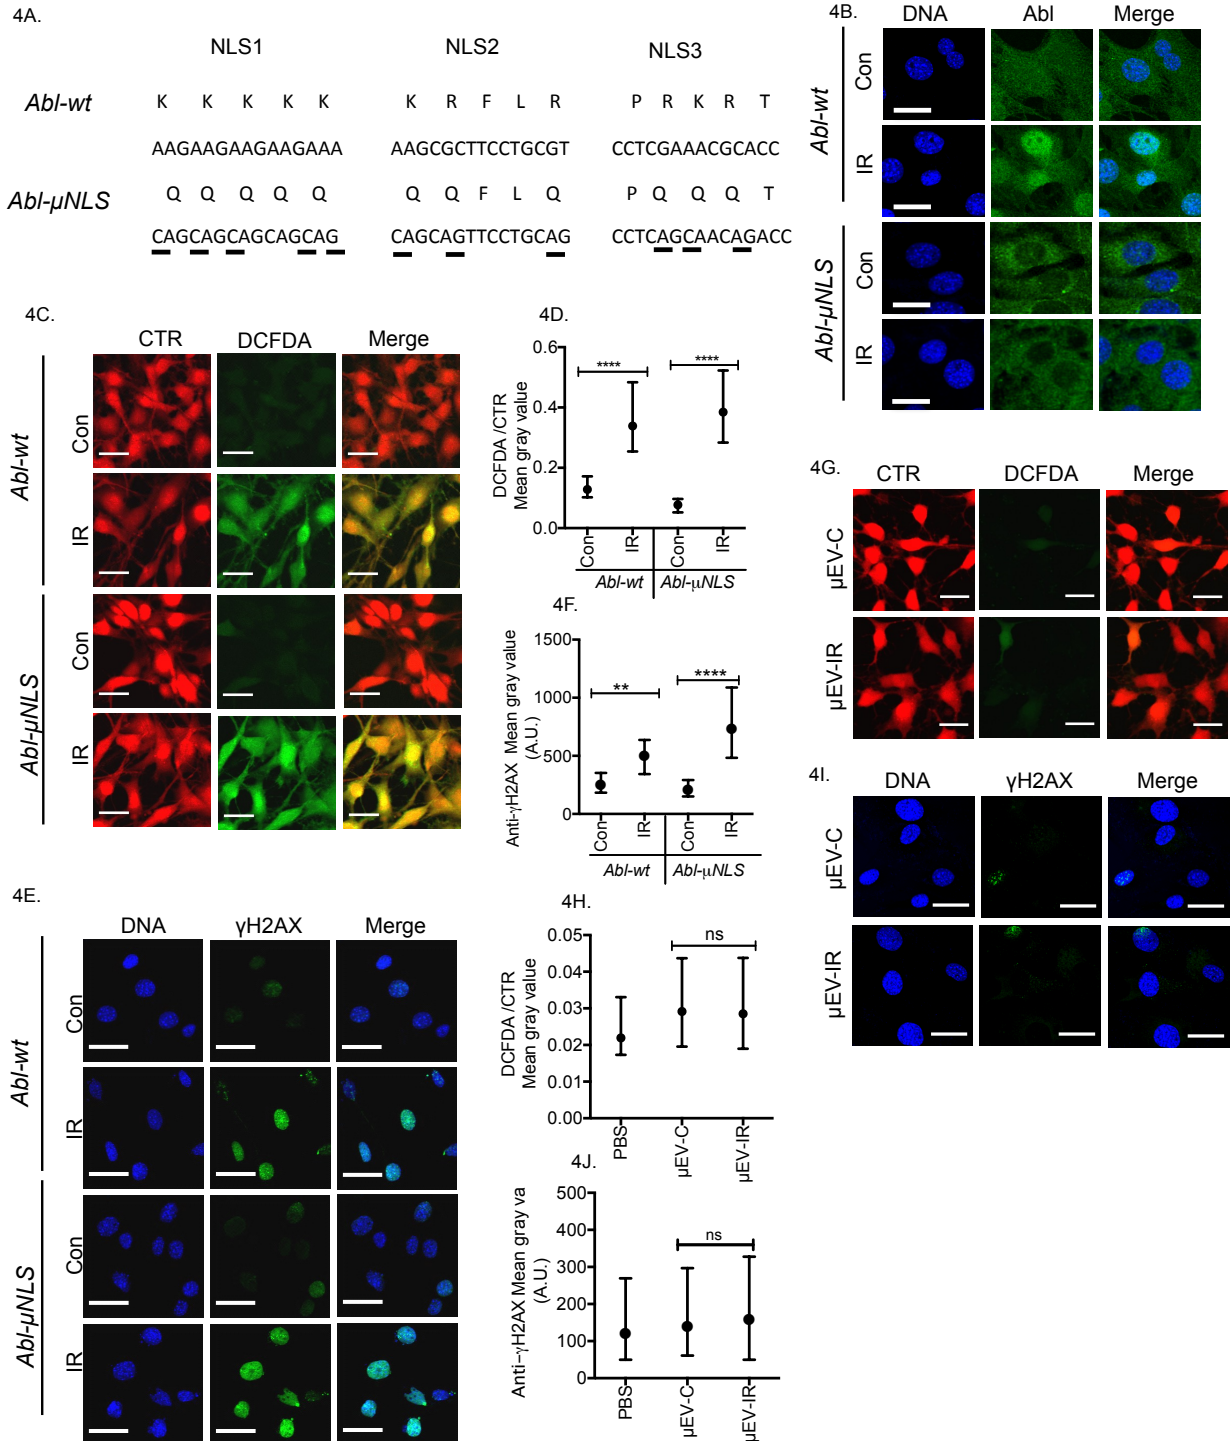 4A.
NLS1 NLS2 NLS3
Abl-wt K K K K K K R F L R P R K R T
AAGAAGAAGAAGAAA AAGCGCTTCCTGCGT CCTCGAAACGCACC
Abl-µNLS Q Q Q Q Q Q Q F L Q P Q Q Q T
CAGCAGCAGCAGCAG CAGCAGTTCCTGCAG CCTCAGCAACAGACC
4B.
DNA Abl Merge
Abl-wt
Con
IR
Abl-µNLS
Con
IR
4C.
CTR DCFDA Merge
Abl-wt
Con
IR
Abl-µNLS
Con
IR
4D.
DCFDA /CTR
Mean gray value
0.6
0.4
0.2
0.0
**** ****
Con IR Con IR
Abl-wt Abl-µNLS
4F.
Anti-γH2AX Mean gray value
(A.U.)
1500
1000
500
0
** ****
Con IR Con IR
Abl-wt Abl-µNLS
4G.
CTR DCFDA Merge
µEV-C
µEV-IR
4I.
DNA γH2AX Merge
µEV-C
µEV-IR
4E.
DNA γH2AX Merge
Abl-wt
Con
IR
Abl-µNLS
Con
IR
4H.
DCFDA /CTR
Mean gray value
0.05
0.04
0.03
0.02
0.01
0.00
ns
PBS µEV-C µEV-IR
4J.
Anti-γH2AX Mean gray va
(A.U.)
500
400
300
200
100
0
ns
PBS µEV-C µEV-IR